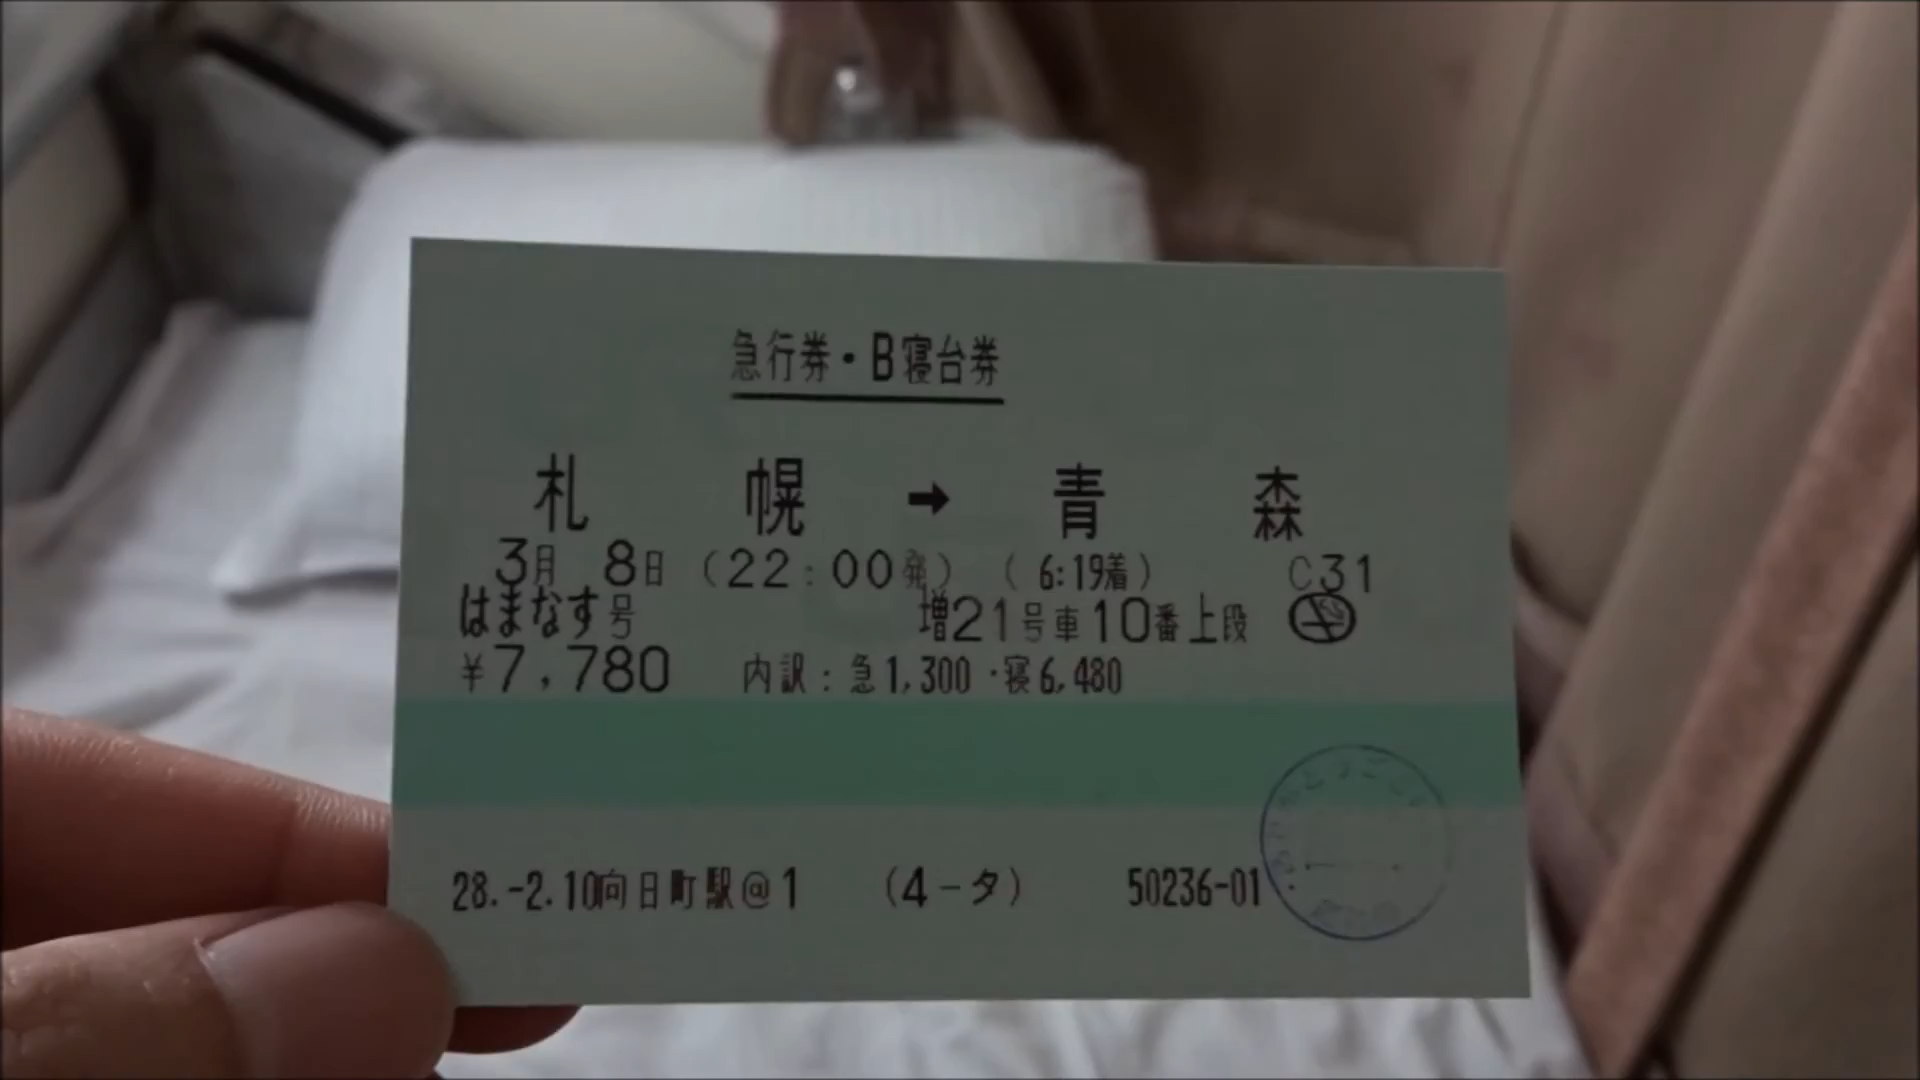 急行券・B寝台券
札幌 → 青森
3月 8日 (22:00発) (6:19着) C31
はまなす号 増21号車10番上段
¥7,780 内訳:急1,300・寝6,480
28.-2.10向日町駅@1 (4-タ) 50236-01